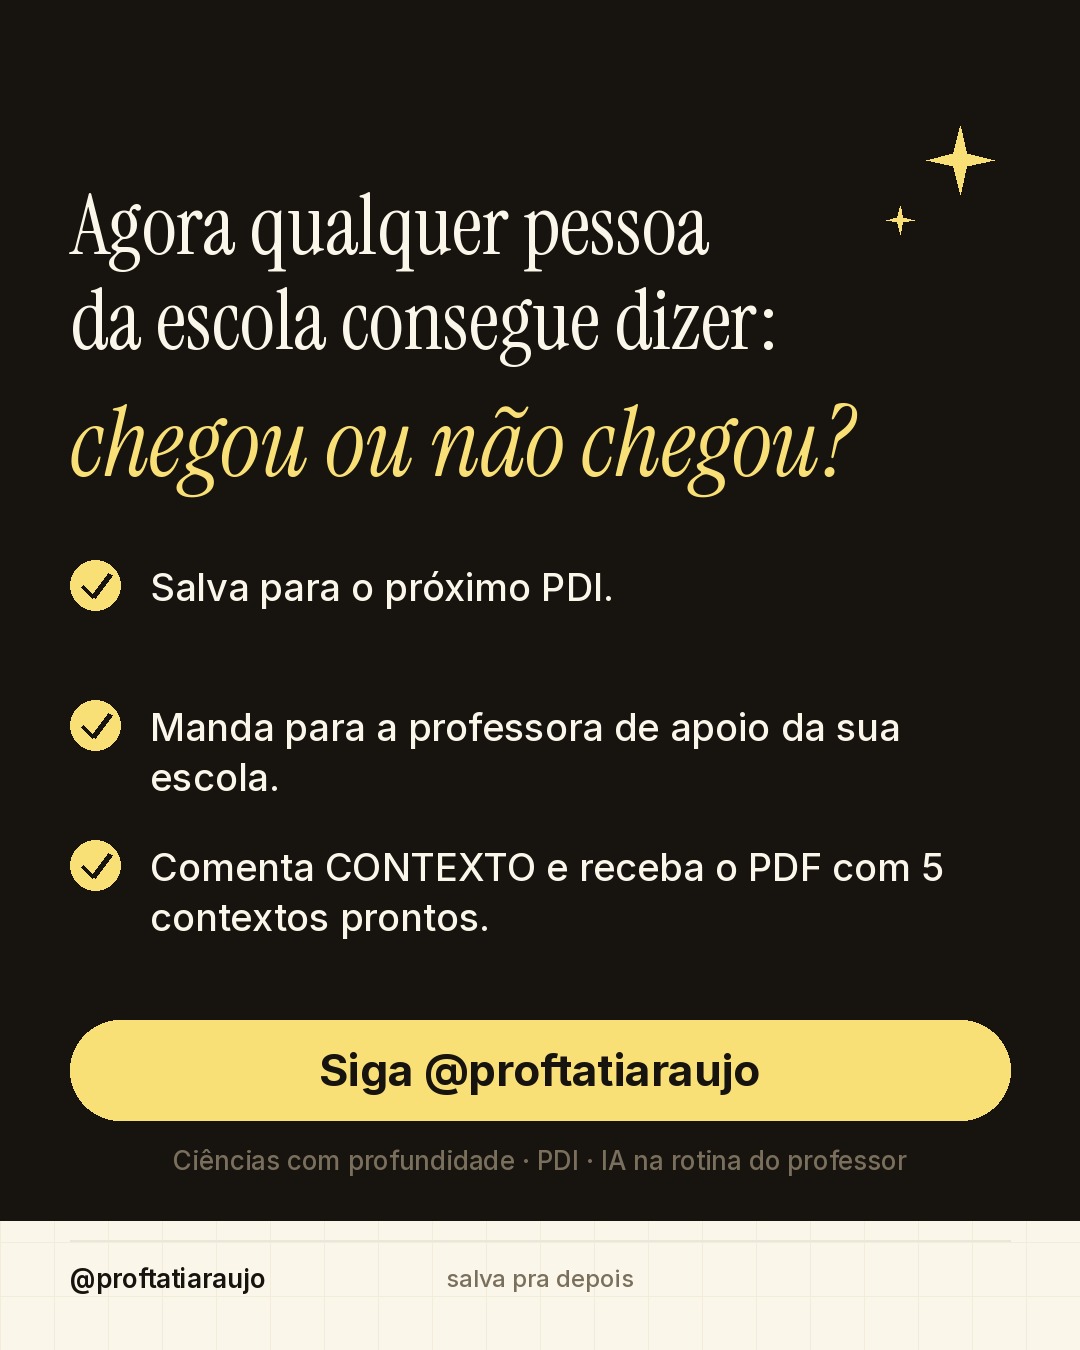 Agora qualquer pessoa
da escola consegue dizer:
chegou ou não chegou?
Salva para o próximo PDI.
Manda para a professora de apoio da sua
escola.
Comenta CONTEXTO e receba o PDF com 5
contextos prontos.
Siga @proftatiaraujo
Ciências com profundidade · PDI · IA na rotina do professor
@proftatiaraujo
salva pra depois